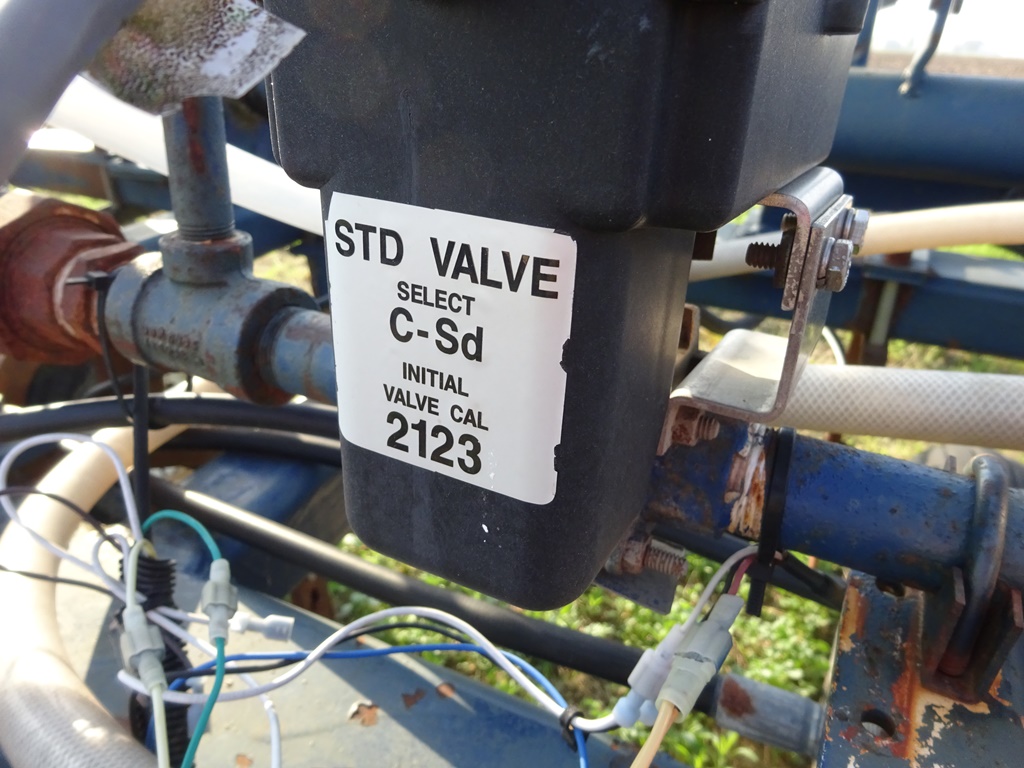 STD VALVE
SELECT
C-Sd
INITIAL
VALVE CAL
2123